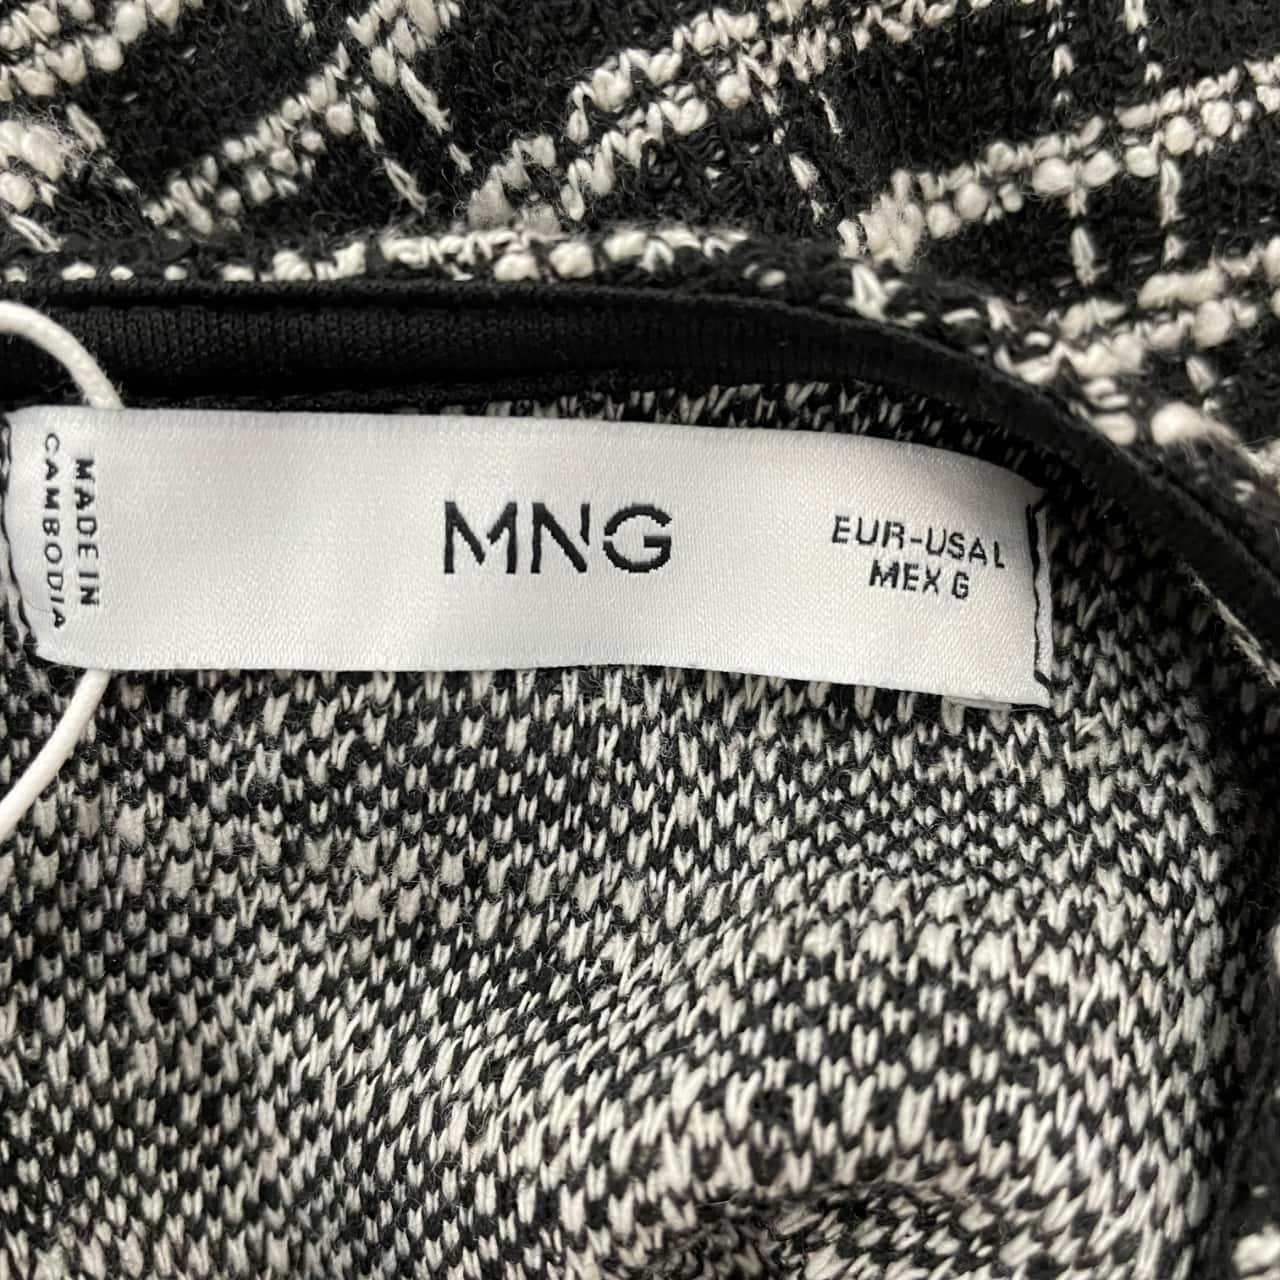 MADE IN
CAMBODIA
MNG
EUR-USA L
MEX G